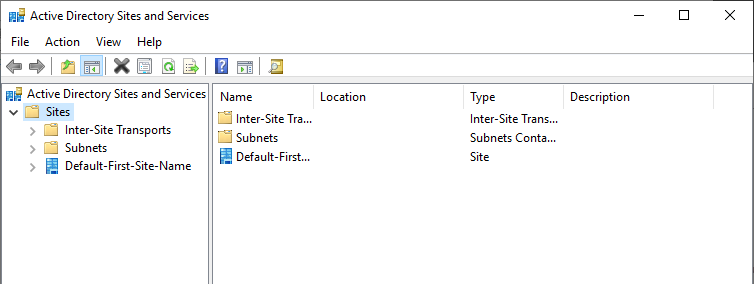 Active Directory Sites and Services
File Action View Help
Active Directory Sites and Services
Sites
Inter-Site Transports
Subnets
Default-First-Site-Name
Name Location Type Description
Inter-Site Tra... Inter-Site Trans...
Subnets Subnets Conta...
Default-First... Site